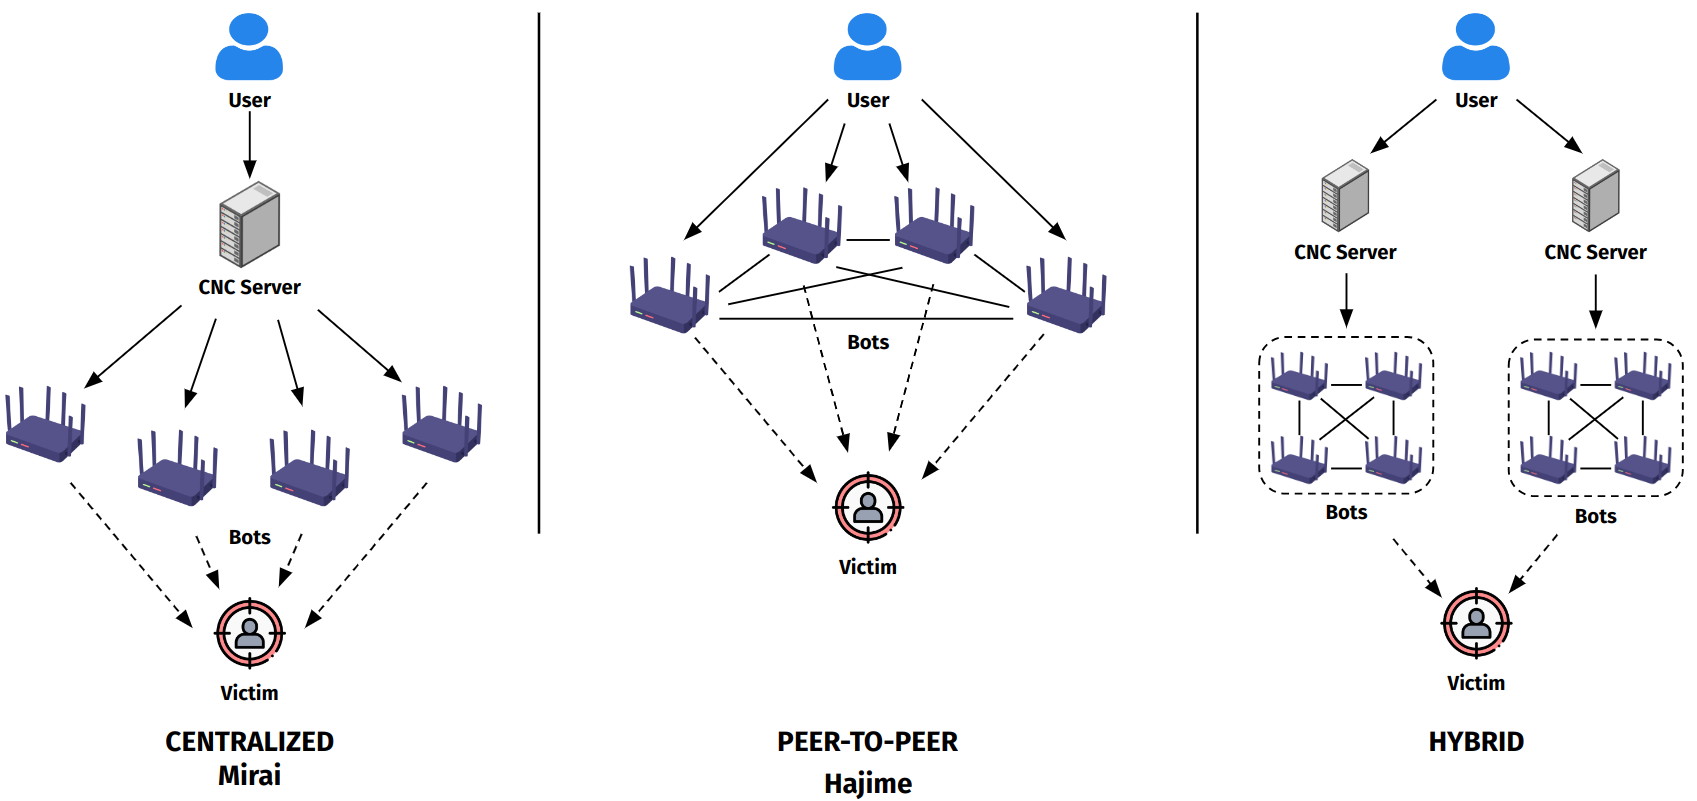 User
CNC Server
Bots
Victim
CENTRALIZED
Mirai
User
Bots
Victim
PEER-TO-PEER
Hajime
User
CNC Server
CNC Server
Bots
Bots
Victim
HYBRID